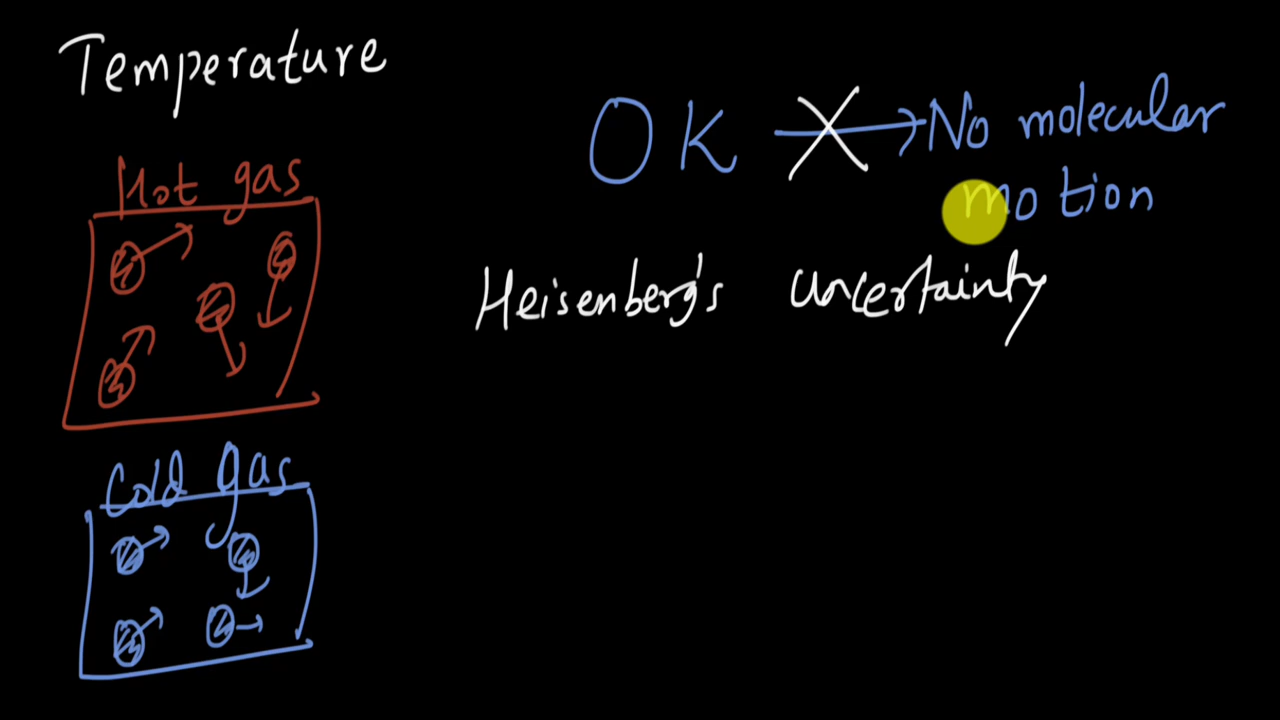 Temperature
Hot gas
Cold gas
0 K → No molecular
motion
Heisenberg's uncertainty